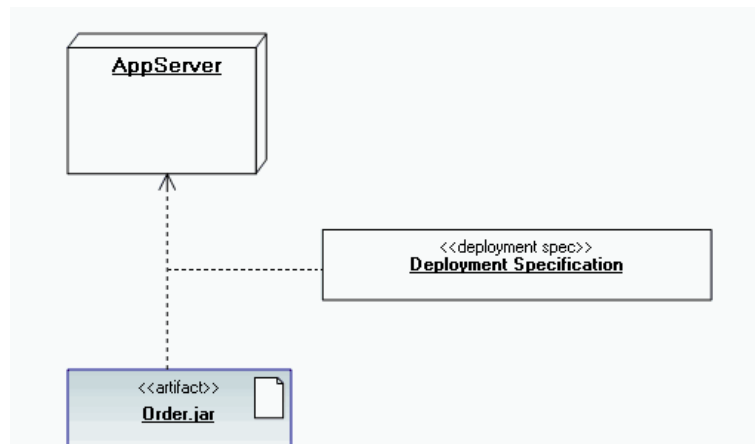 AppServer
<<deployment spec>>
Deployment Specification
<<artifact>>
Order.jar